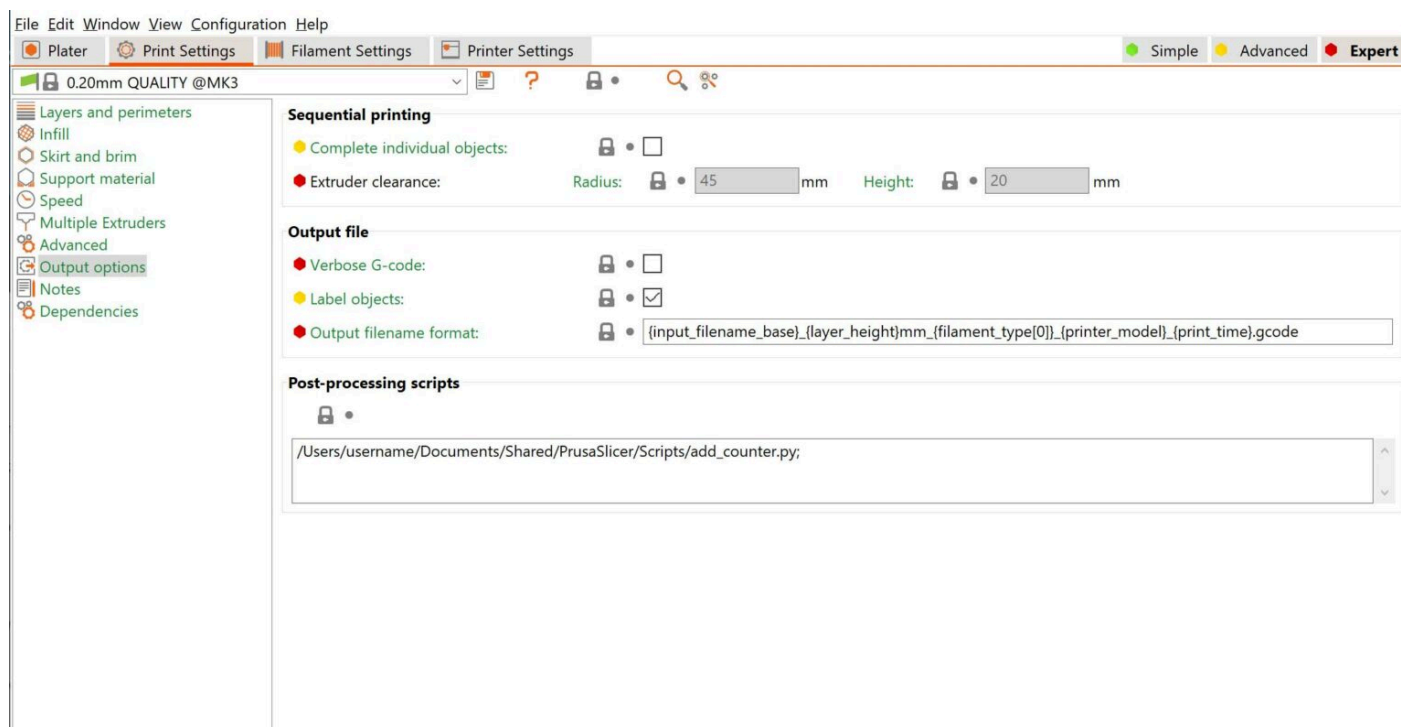 File Edit Window View Configuration Help
Plater Print Settings Filament Settings Printer Settings Simple Advanced Expert
0.20mm QUALITY @MK3 ?
Layers and perimeters
Infill
Skirt and brim
Support material
Speed
Multiple Extruders
Advanced
Output options
Notes
Dependencies
Sequential printing
Complete individual objects:
Extruder clearance: Radius: 45 mm Height: 20 mm
Output file
Verbose G-code:
Label objects:
Output filename format: {input_filename_base}_{layer_height}mm_{filament_type[0]}_{printer_model}_{print_time}.gcode
Post-processing scripts
/Users/username/Documents/Shared/PrusaSlicer/Scripts/add_counter.py;